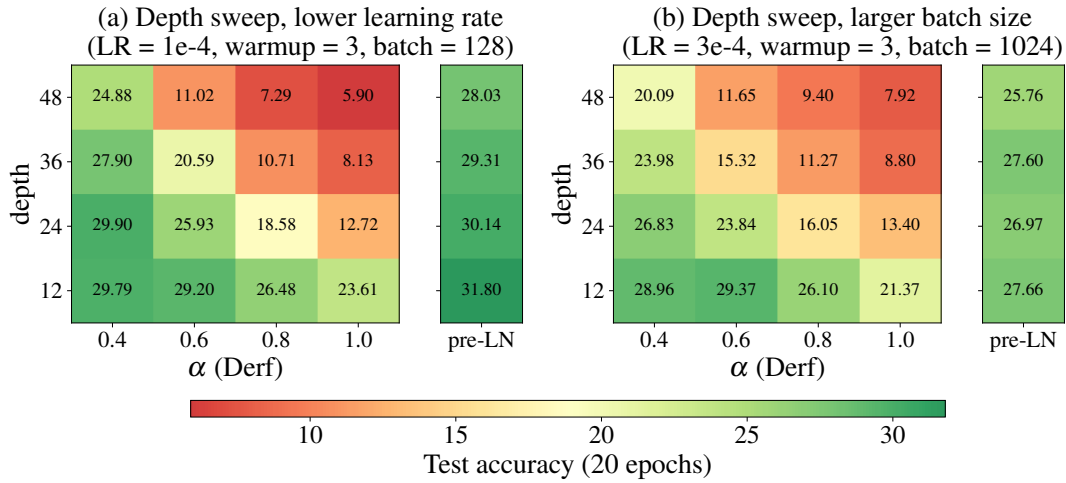 (a) Depth sweep, lower learning rate
(LR = 1e-4, warmup = 3, batch = 128)
depth
48 24.88 11.02 7.29 5.90 28.03
36 27.90 20.59 10.71 8.13 29.31
24 29.90 25.93 18.58 12.72 30.14
12 29.79 29.20 26.48 23.61 31.80
0.4 0.6 0.8 1.0 pre-LN
α (Derf)
(b) Depth sweep, larger batch size
(LR = 3e-4, warmup = 3, batch = 1024)
depth
48 20.09 11.65 9.40 7.92 25.76
36 23.98 15.32 11.27 8.80 27.60
24 26.83 23.84 16.05 13.40 26.97
12 28.96 29.37 26.10 21.37 27.66
0.4 0.6 0.8 1.0 pre-LN
α (Derf)
10 15 20 25 30
Test accuracy (20 epochs)